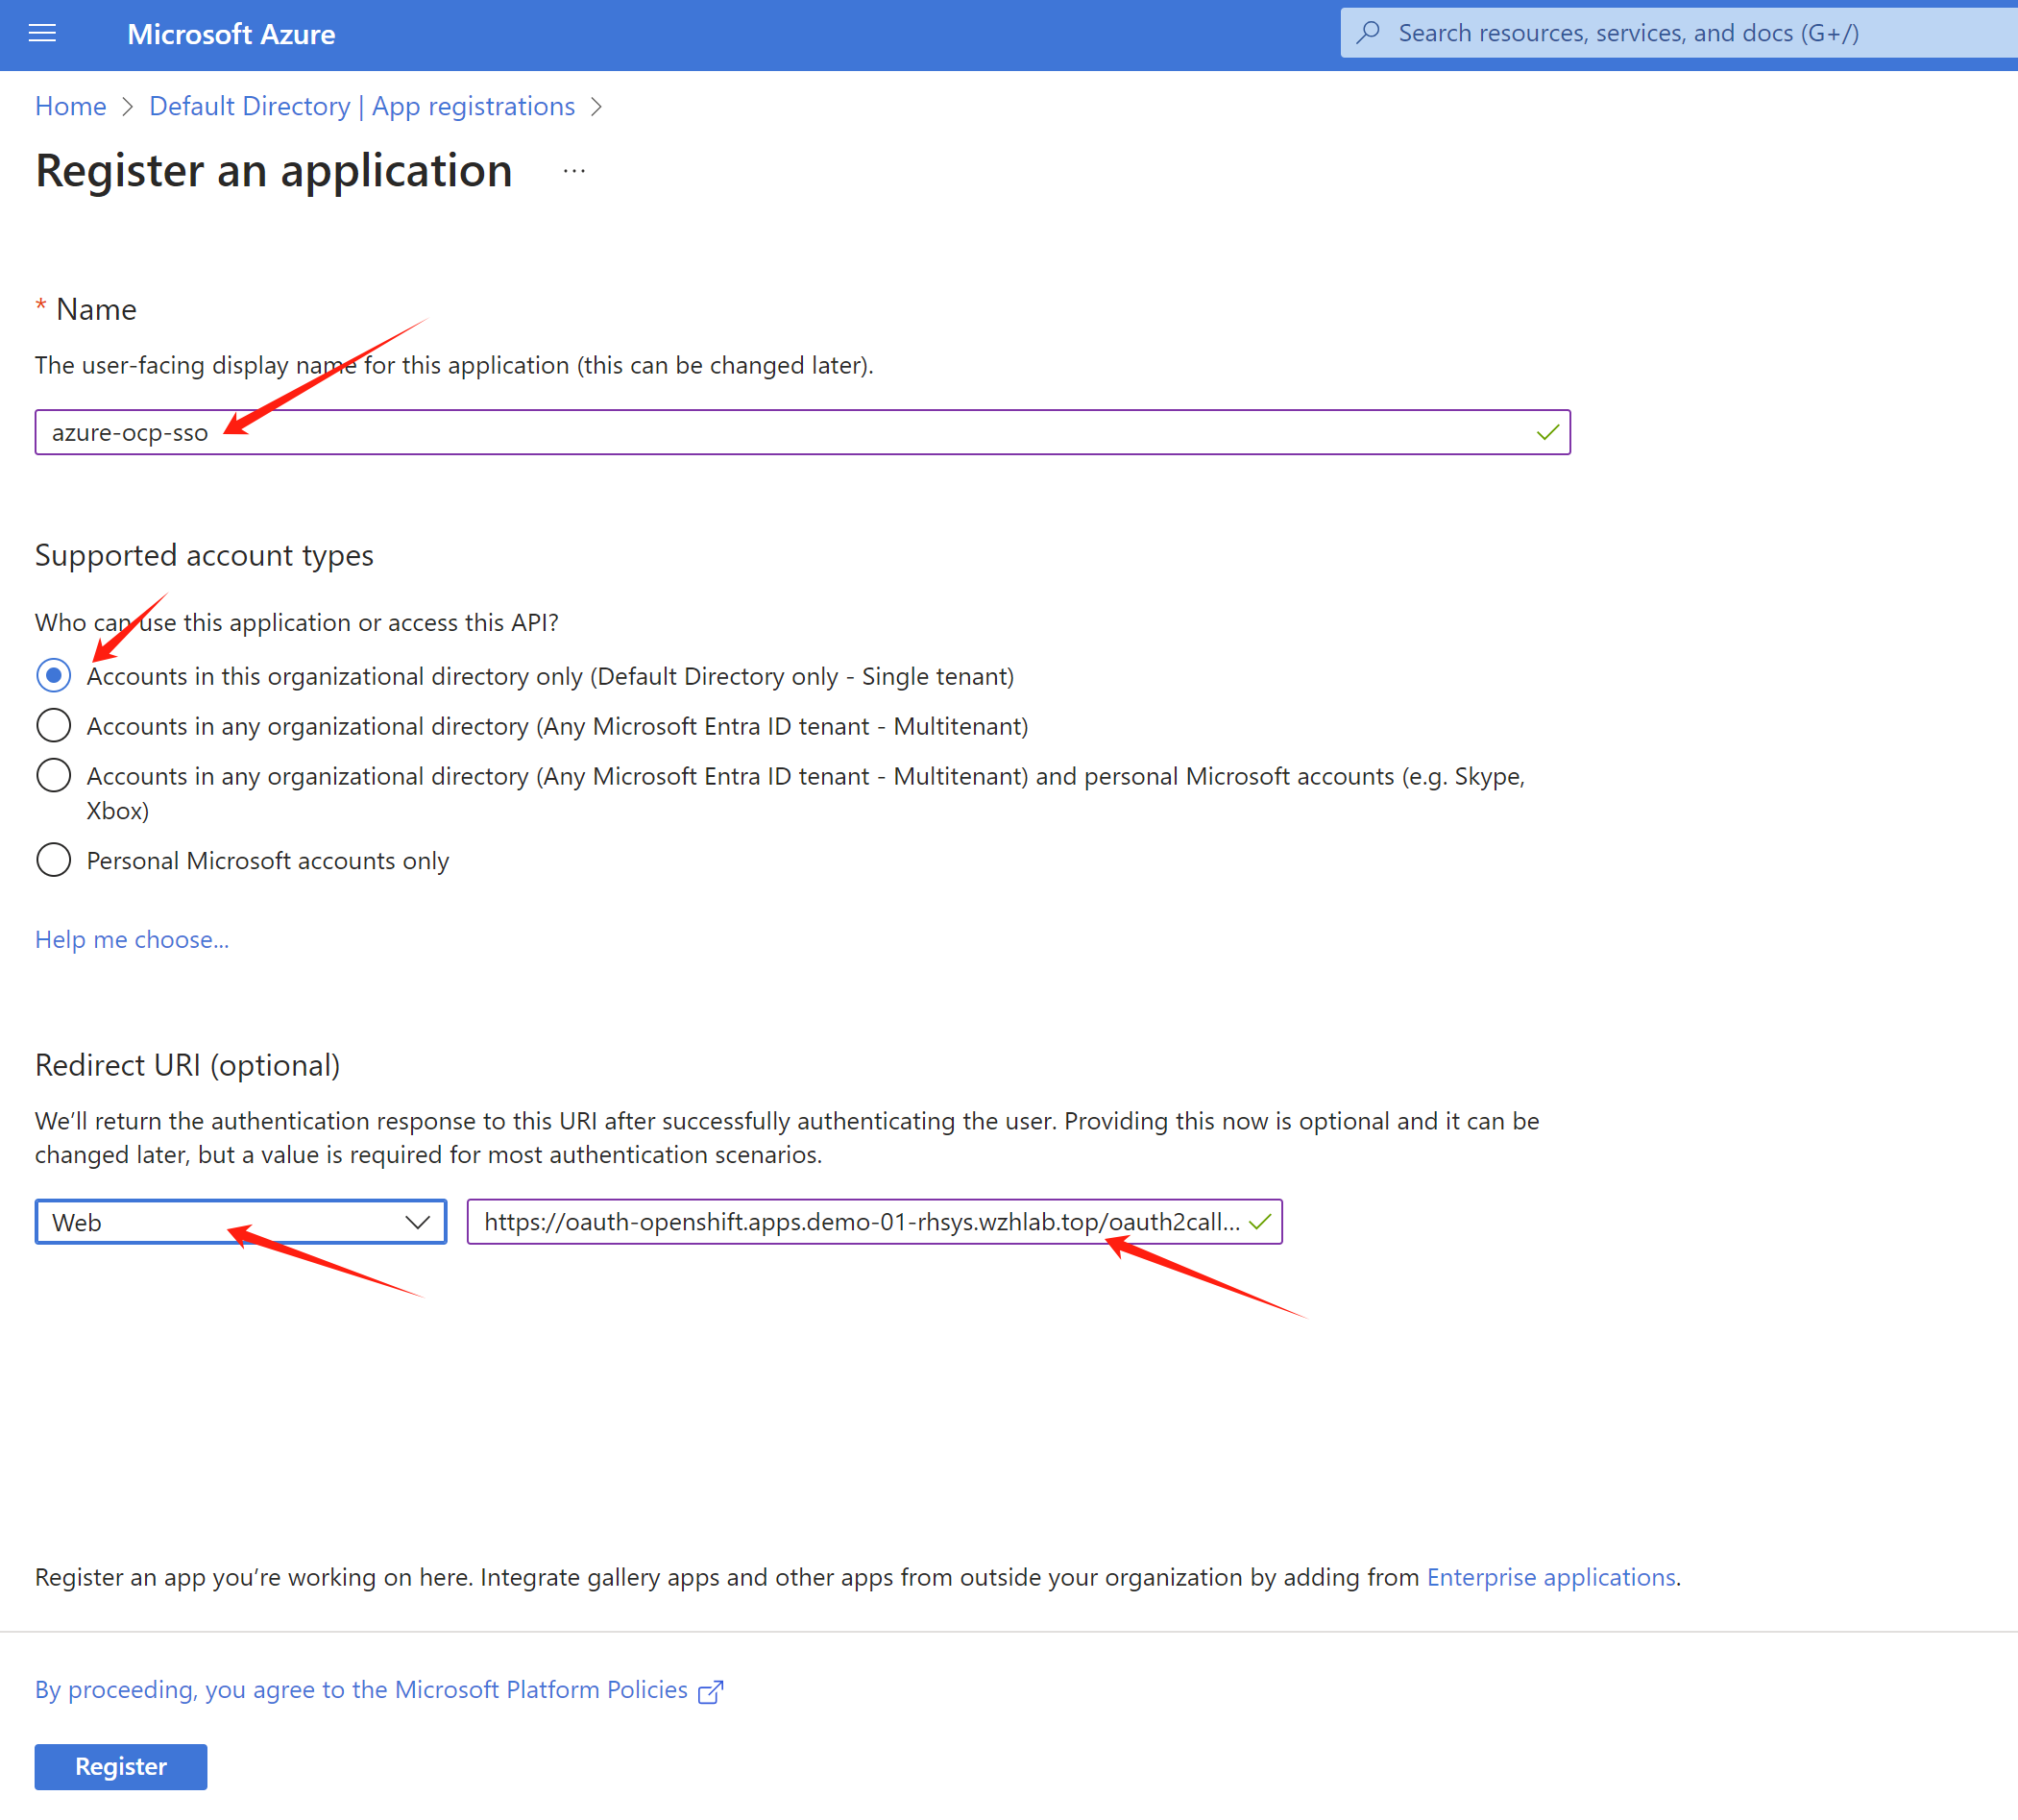 Microsoft Azure
Search resources, services, and docs (G+/)
Home > Default Directory | App registrations >
Register an application ...
* Name
The user-facing display name for this application (this can be changed later).
azure-ocp-sso
Supported account types
Who can use this application or access this API?
Accounts in this organizational directory only (Default Directory only - Single tenant)
Accounts in any organizational directory (Any Microsoft Entra ID tenant - Multitenant)
Accounts in any organizational directory (Any Microsoft Entra ID tenant - Multitenant) and personal Microsoft accounts (e.g. Skype,
Xbox)
Personal Microsoft accounts only
Help me choose...
Redirect URI (optional)
We’ll return the authentication response to this URI after successfully authenticating the user. Providing this now is optional and it can be
changed later, but a value is required for most authentication scenarios.
Web
https://oauth-openshift.apps.demo-01-rhsys.wzhlab.top/oauth2call...
Register an app you’re working on here. Integrate gallery apps and other apps from outside your organization by adding from Enterprise applications.
By proceeding, you agree to the Microsoft Platform Policies
Register